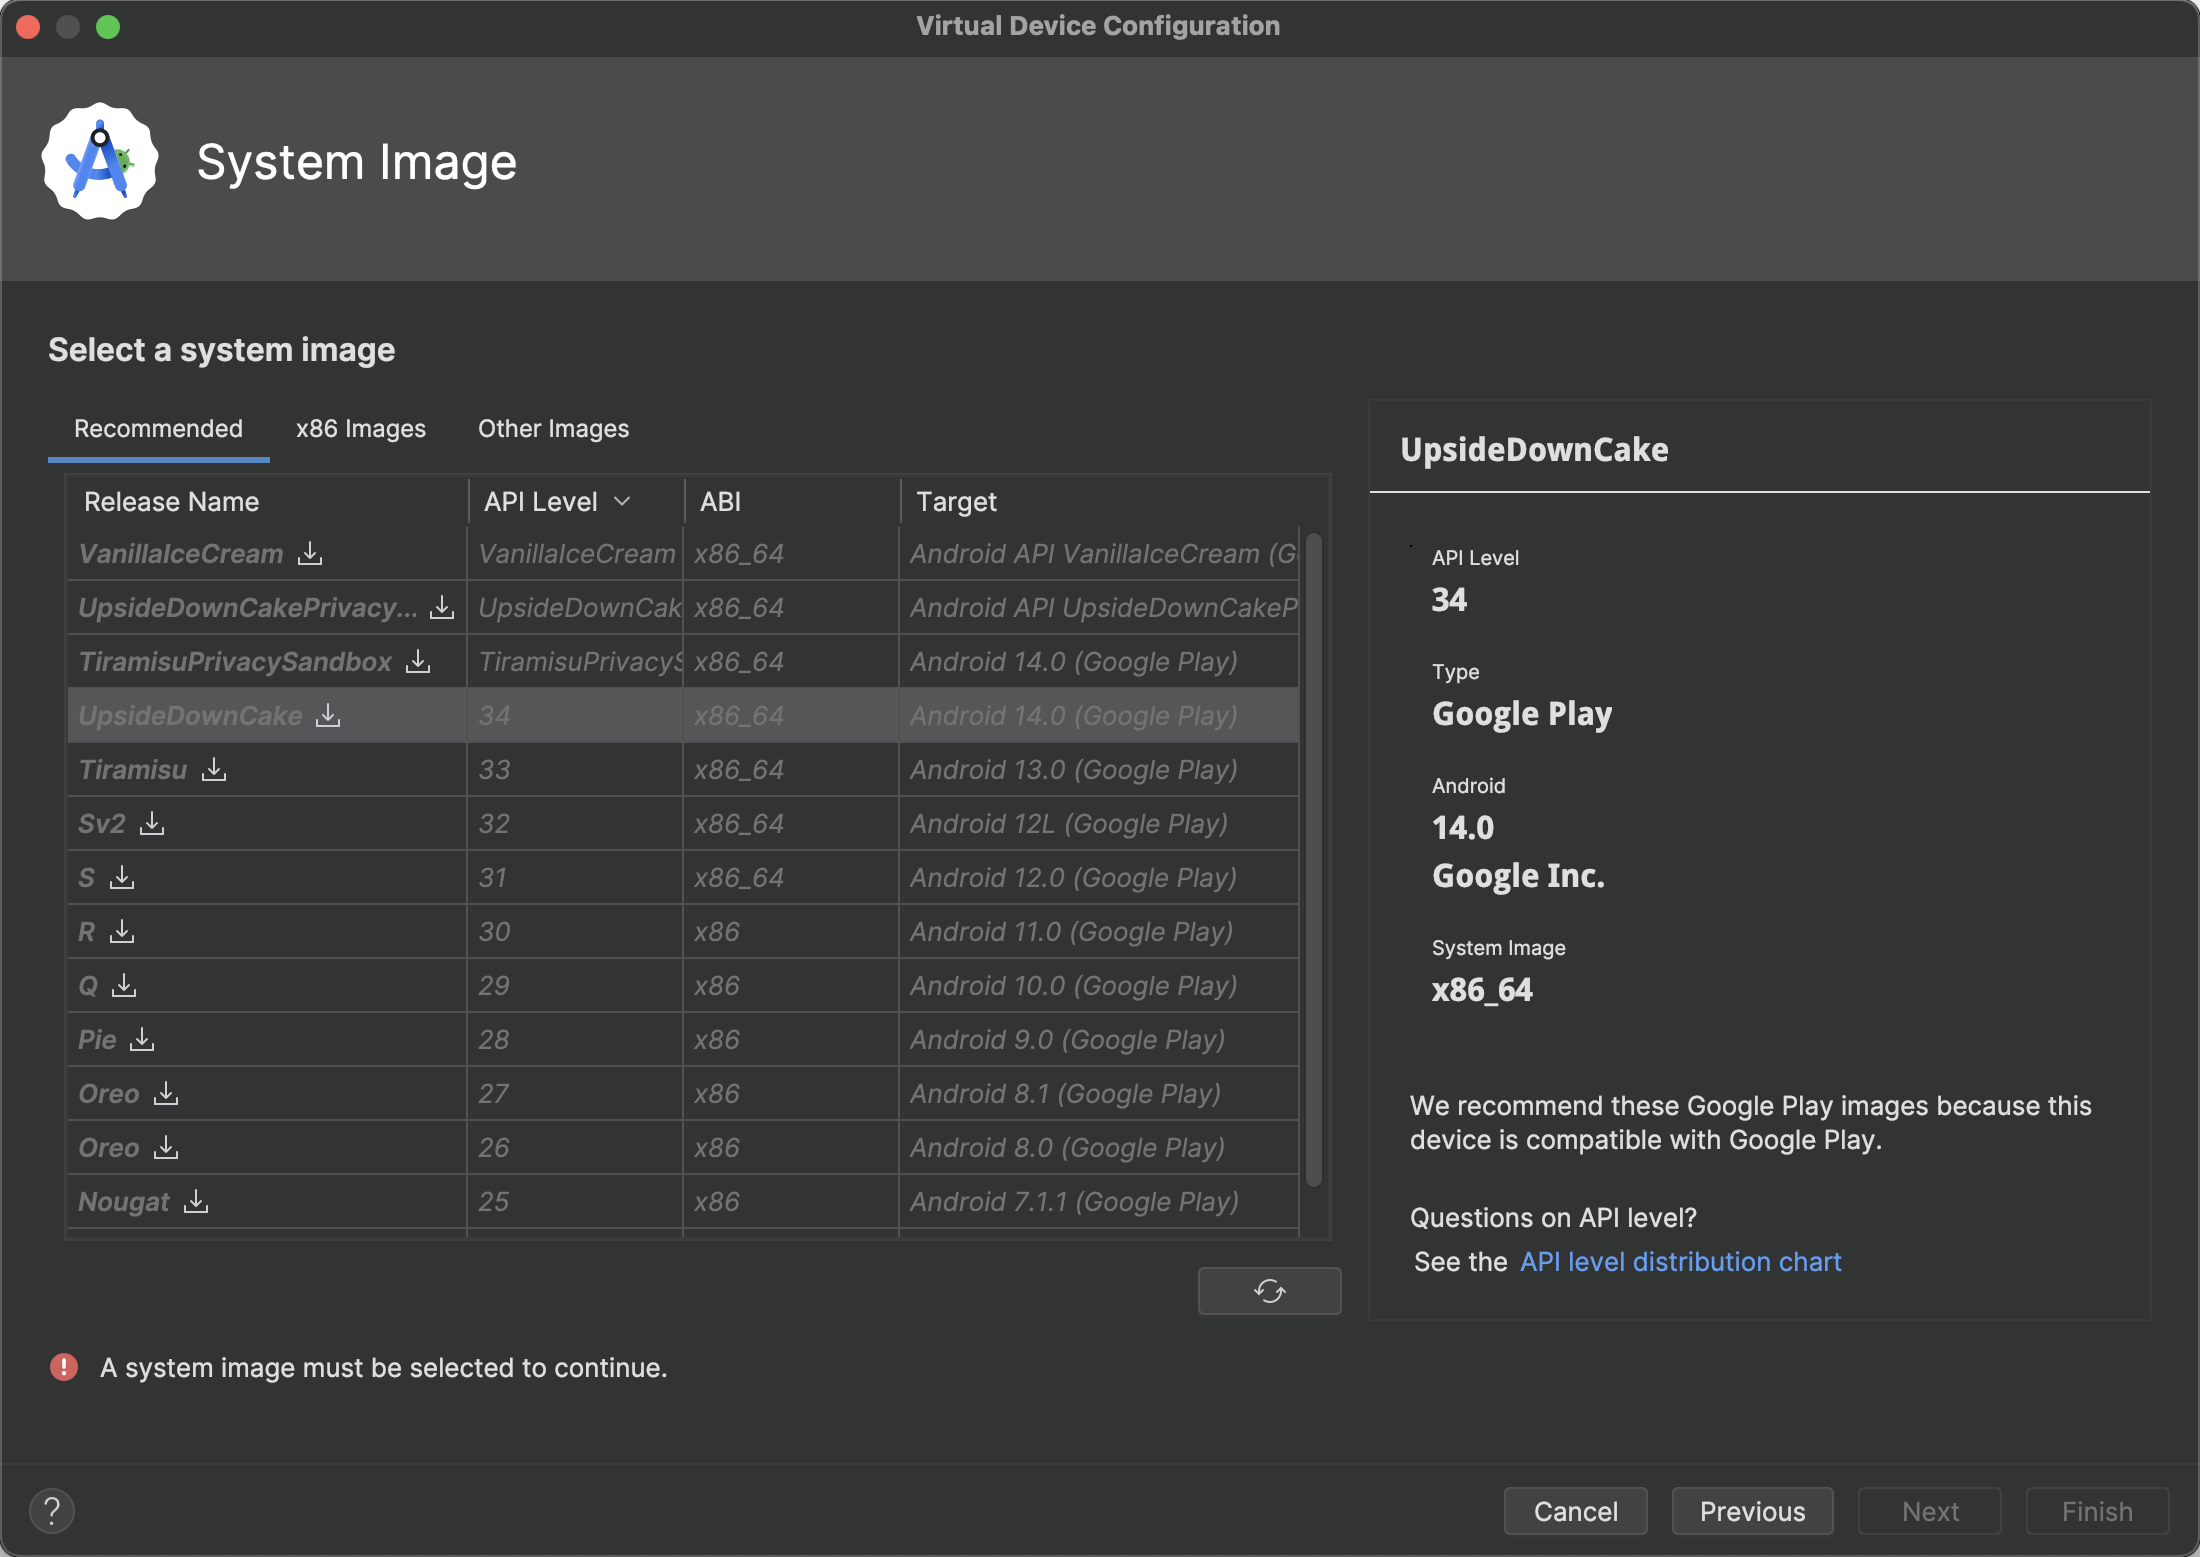 Virtual Device Configuration
System Image
Select a system image
Recommended x86 Images Other Images
Release Name API Level ABI Target
VanillaIceCream VanillaIceCream x86_64 Android API VanillaIceCream (G
UpsideDownCakePrivacy... UpsideDownCak x86_64 Android API UpsideDownCakeP
TiramisuPrivacySandbox TiramisuPrivacyS x86_64 Android 14.0 (Google Play)
UpsideDownCake 34 x86_64 Android 14.0 (Google Play)
Tiramisu 33 x86_64 Android 13.0 (Google Play)
Sv2 32 x86_64 Android 12L (Google Play)
S 31 x86_64 Android 12.0 (Google Play)
R 30 x86 Android 11.0 (Google Play)
Q 29 x86 Android 10.0 (Google Play)
Pie 28 x86 Android 9.0 (Google Play)
Oreo 27 x86 Android 8.1 (Google Play)
Oreo 26 x86 Android 8.0 (Google Play)
Nougat 25 x86 Android 7.1.1 (Google Play)
UpsideDownCake
API Level
34
Type
Google Play
Android
14.0
Google Inc.
System Image
x86_64
We recommend these Google Play images because this
device is compatible with Google Play.
Questions on API level?
See the API level distribution chart
A system image must be selected to continue.
? Cancel Previous Next Finish